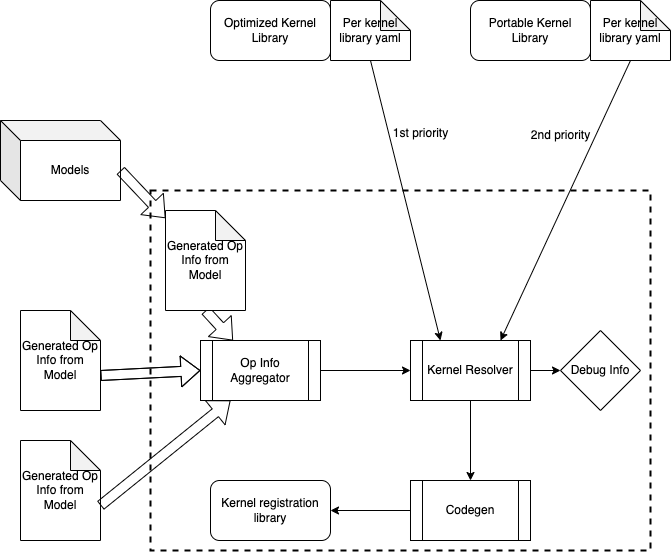 Optimized Kernel
Library
Per kernel
library yaml
Portable Kernel
Library
Per kernel
library yaml
1st priority
2nd priority
Models
Generated Op
Info from
Model
Generated Op
Info from
Model
Op Info
Aggregator
Kernel Resolver
Debug Info
Generated Op
Info from
Model
Kernel registration
library
Codegen